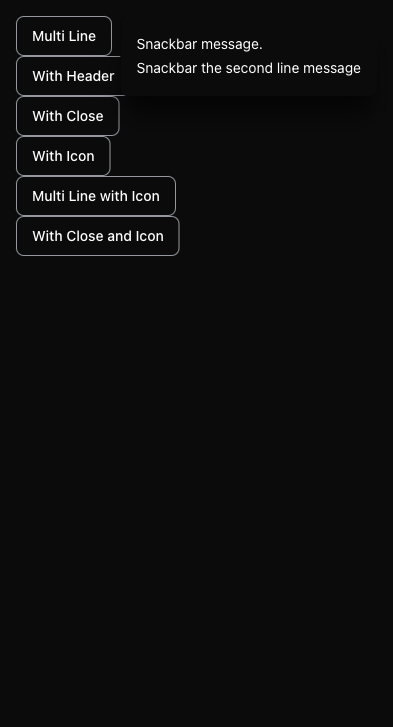 Multi Line
Snackbar message.
Snackbar the second line message
With Header
With Close
With Icon
Multi Line with Icon
With Close and Icon